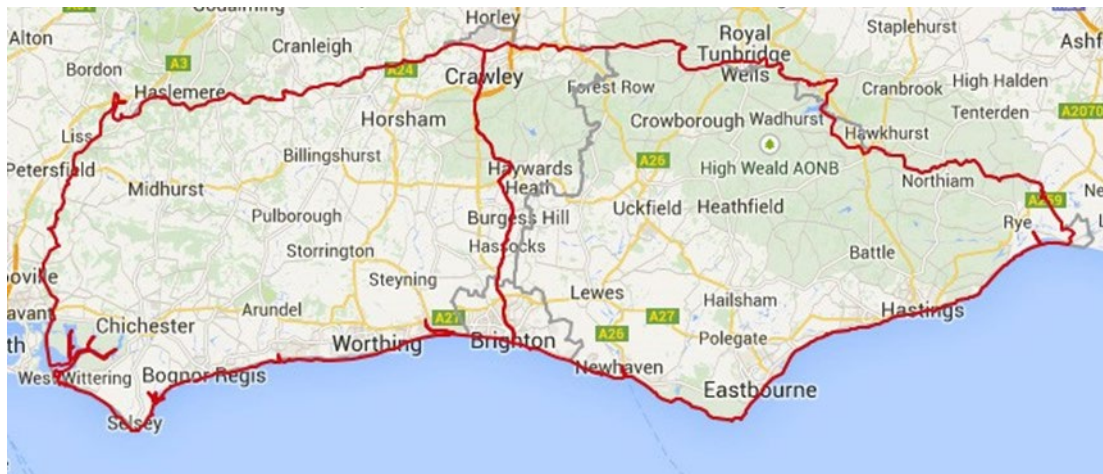 Horley
Alton
Cranleigh
Royal
Tunbridge
Wells
Staplehurst
Bordon
A3
A24
Crawley
Forest Row
High Halden
Haslemere
Cranbrook
Tenterden
A2070
Liss
Horsham
Crowborough
Wadhurst
Hawkhurst
Petersfield
Billingshurst
Haywards
Heath
A26
High Weald AONB
Midhurst
Northiam
Pulborough
Burgess Hill
Uckfield
Heathfield
A259
Rye
Storrington
Hassocks
Battle
Steyning
Lewes
Hailsham
Arundel
A27
A27
Hastings
Chichester
Worthing
Brighton
A26
Polegate
Newhaven
West Wittering
Bognor Regis
Eastbourne
Selsey